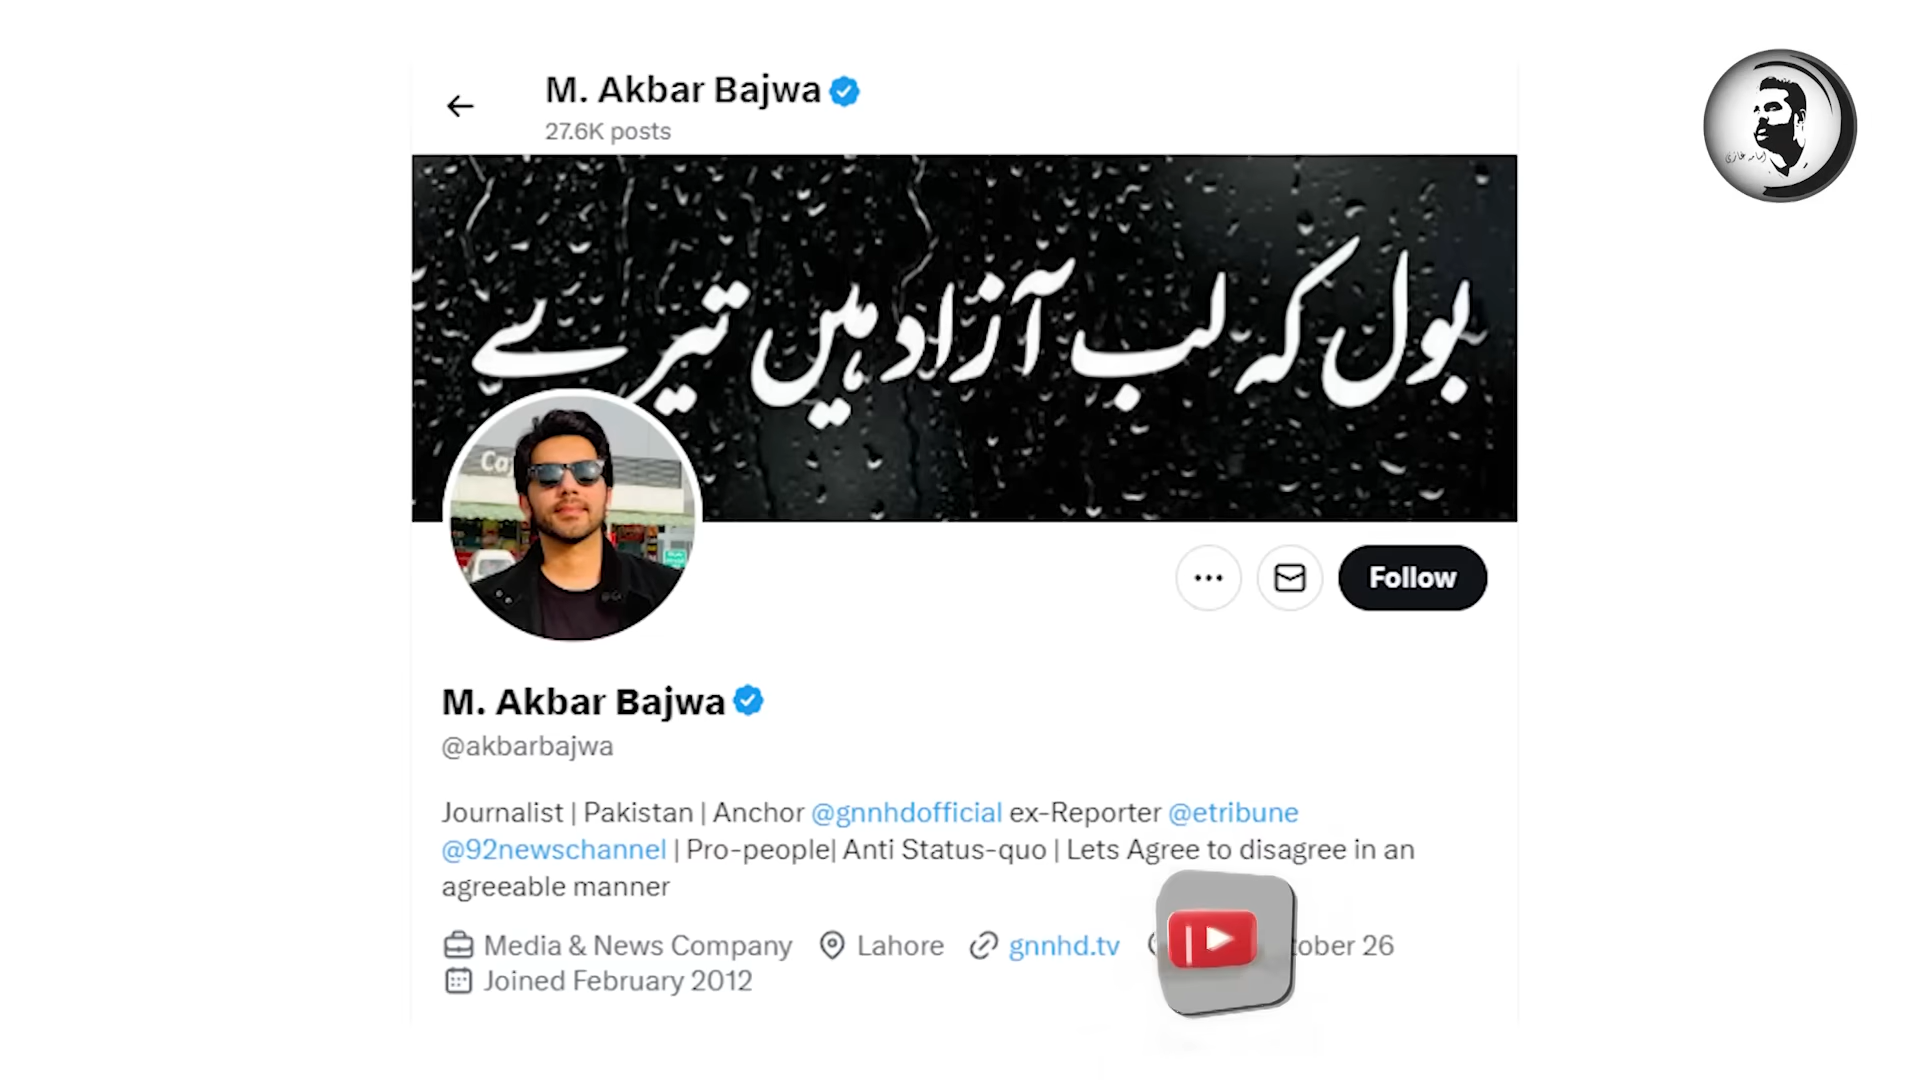 M. Akbar Bajwa
27.6K posts
بول کہ لب آزاد ہیں تیرے
M. Akbar Bajwa
@akbarbajwa
Journalist | Pakistan | Anchor @gnnhdofficial ex-Reporter @etribune
@92newschannel | Pro-people| Anti Status-quo | Lets Agree to disagree in an
agreeable manner
Media & News Company Lahore gnnhd.tv 26
Joined February 2012
Follow
اسامہ غازی